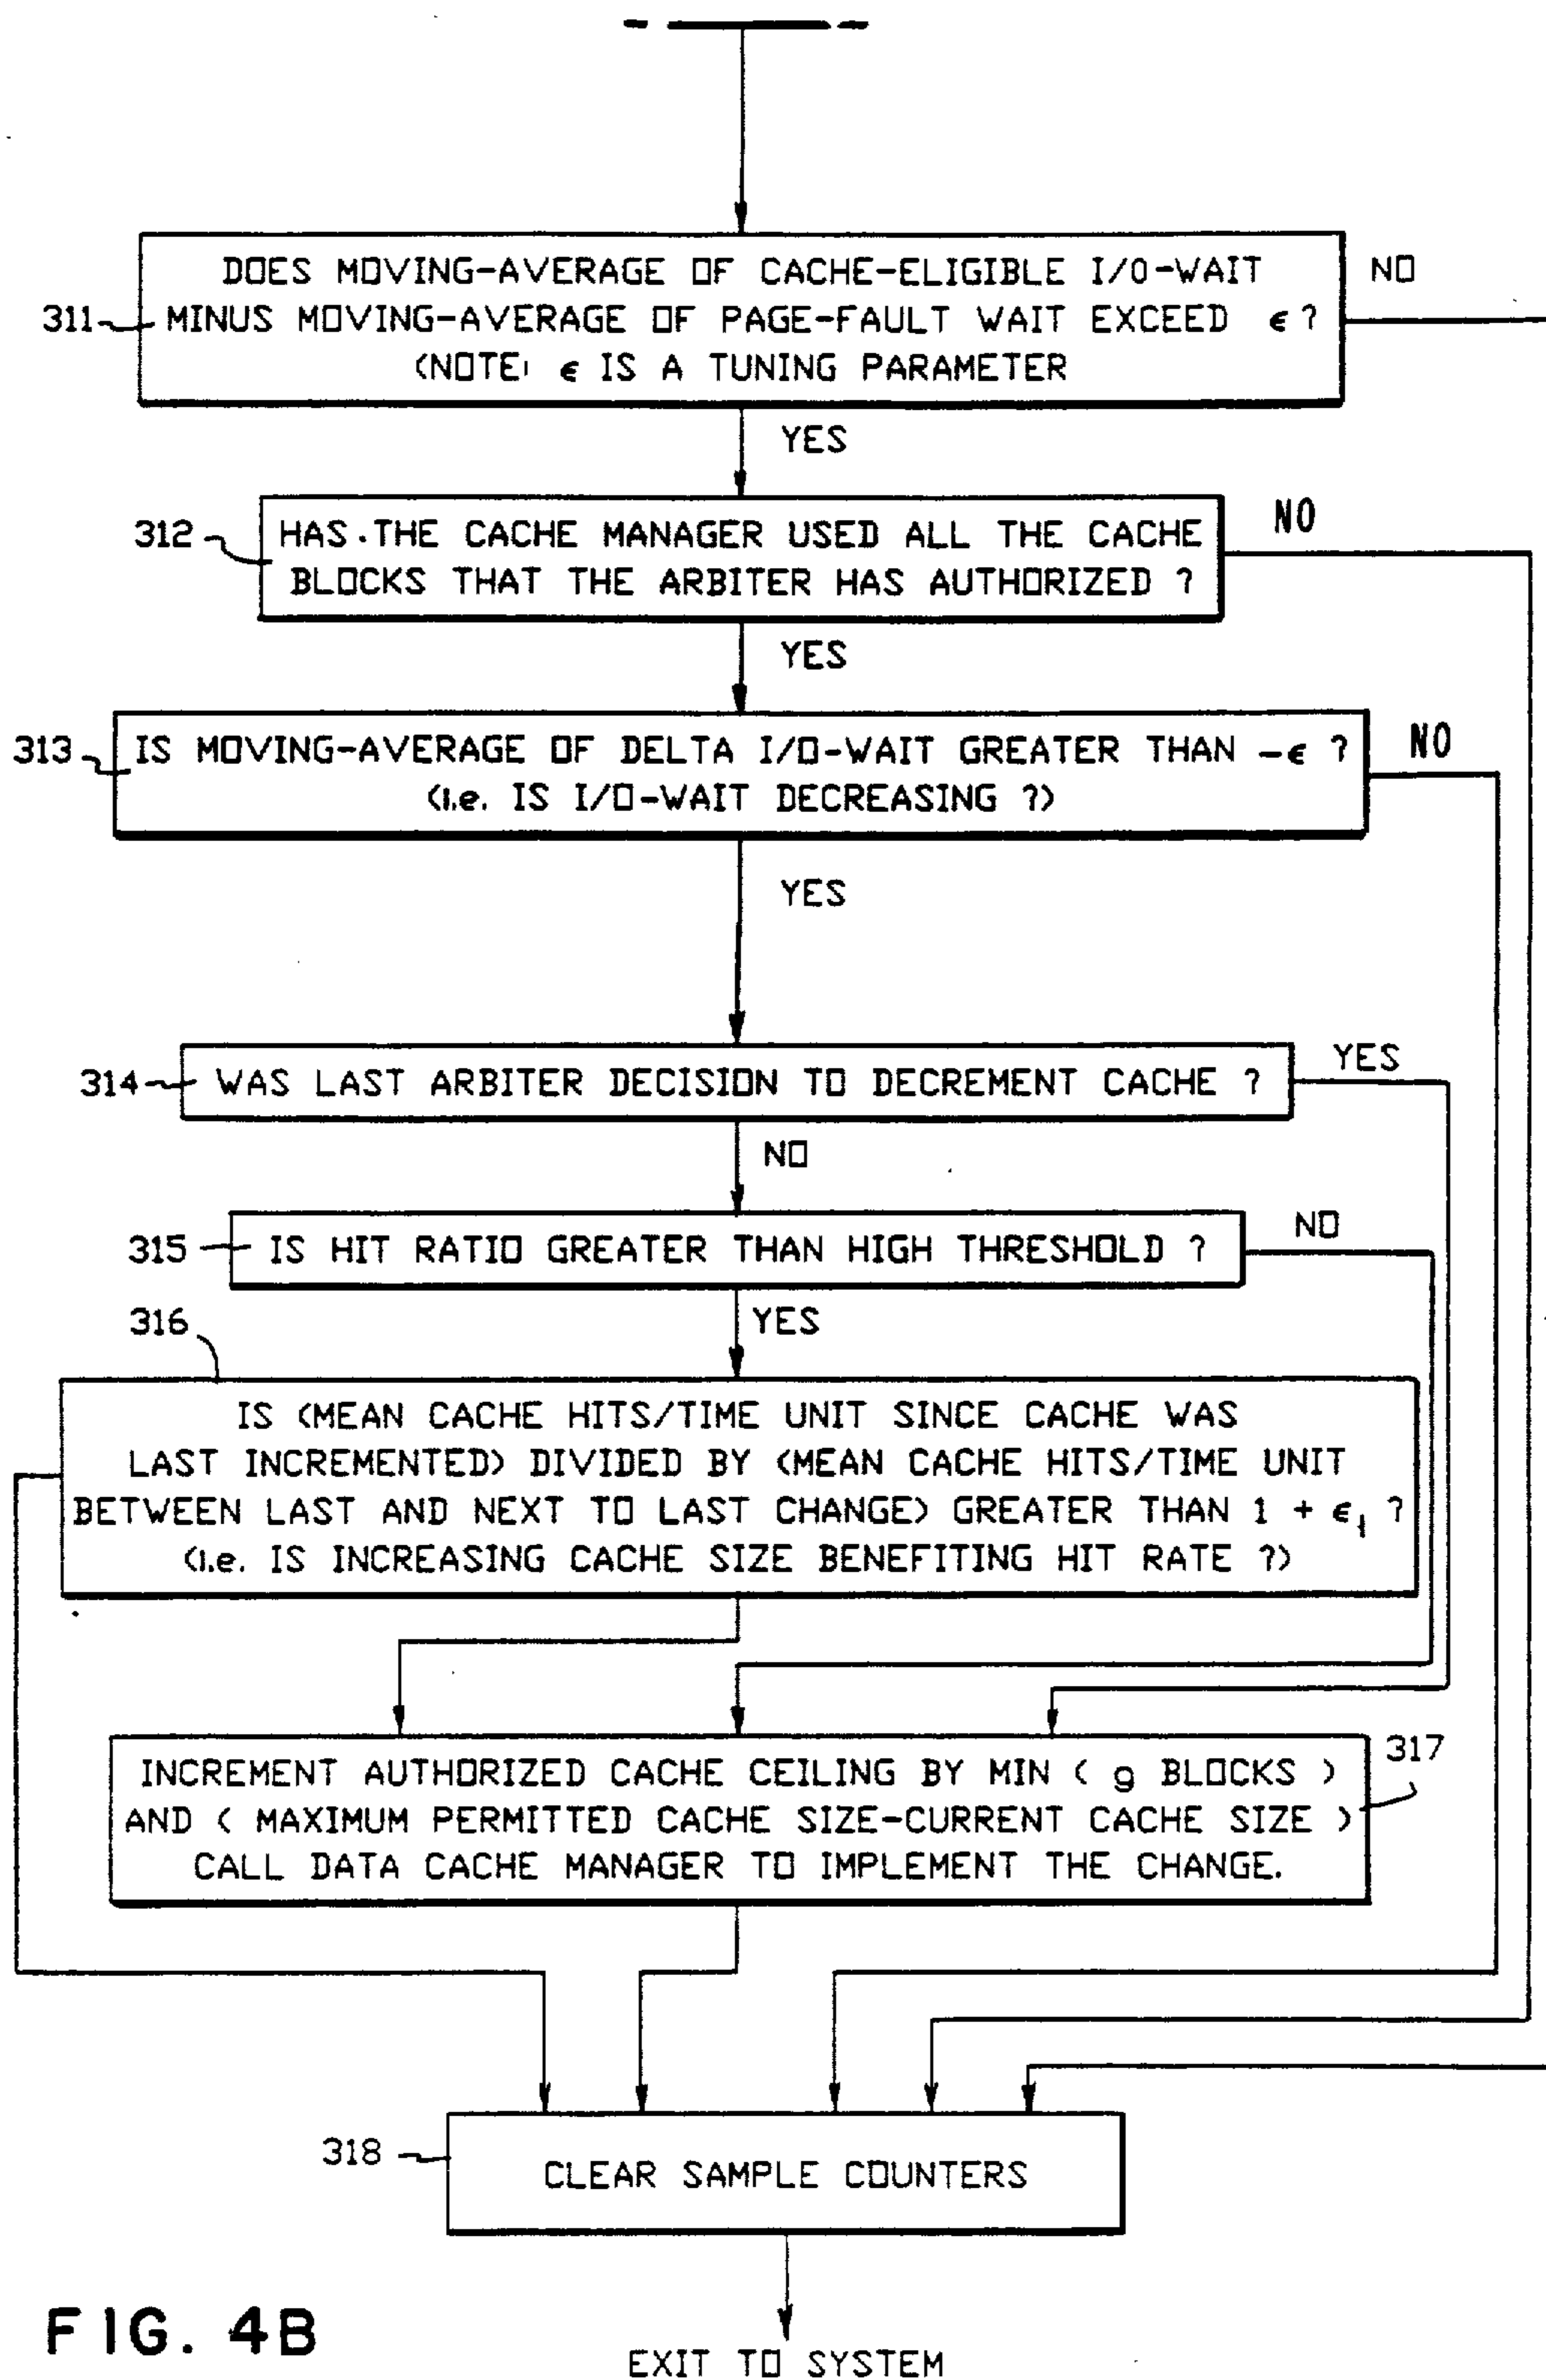 DOES MOVING-AVERAGE OF CACHE-ELIGIBLE I/O-WAIT
NO
311
MINUS MOVING-AVERAGE OF PAGE-FAULT WAIT EXCEED ϵ ?
(NOTE: ϵ IS A TUNING PARAMETER
YES
312
HAS THE CACHE MANAGER USED ALL THE CACHE
NO
BLOCKS THAT THE ARBITER HAS AUTHORIZED ?
YES
313
IS MOVING-AVERAGE OF DELTA I/O-WAIT GREATER THAN -ϵ ?
NO
(i.e. IS I/O-WAIT DECREASING ?)
YES
314
WAS LAST ARBITER DECISION TO DECREMENT CACHE ?
YES
NO
315
IS HIT RATIO GREATER THAN HIGH THRESHOLD ?
NO
YES
316
IS (MEAN CACHE HITS/TIME UNIT SINCE CACHE WAS
LAST INCREMENTED) DIVIDED BY (MEAN CACHE HITS/TIME UNIT
BETWEEN LAST AND NEXT TO LAST CHANGE) GREATER THAN 1 + ϵ₁ ?
(i.e. IS INCREASING CACHE SIZE BENEFITING HIT RATE ?)
317
INCREMENT AUTHORIZED CACHE CEILING BY MIN ( g BLOCKS )
AND ( MAXIMUM PERMITTED CACHE SIZE-CURRENT CACHE SIZE )
CALL DATA CACHE MANAGER TO IMPLEMENT THE CHANGE.
318
CLEAR SAMPLE COUNTERS
FIG. 4B
EXIT TO SYSTEM